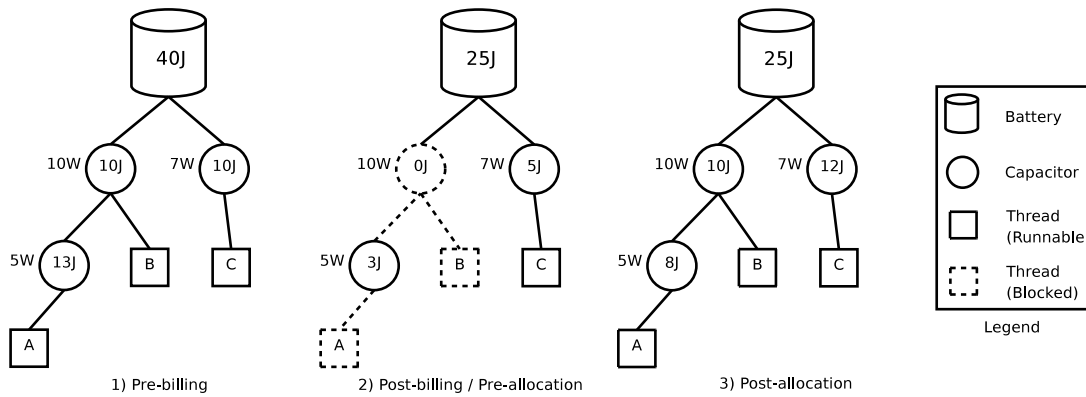 40J
10W
10J
7W
10J
5W
13J
B
C
A
1) Pre-billing
25J
10W
0J
7W
5J
5W
3J
B
C
A
2) Post-billing / Pre-allocation
25J
10W
10J
7W
12J
5W
8J
B
C
A
3) Post-allocation
Battery
Capacitor
Thread
(Runnable
Thread
(Blocked)
Legend